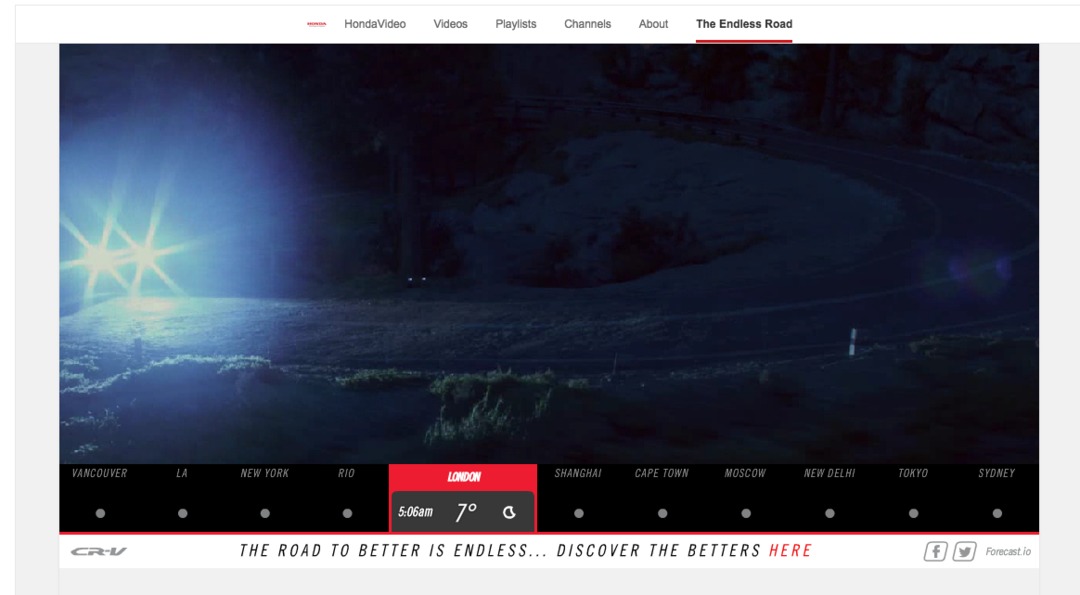 HONDA HondaVideo Videos Playlists Channels About The Endless Road
VANCOUVER LA NEW YORK RIO LONDON SHANGHAI CAPE TOWN MOSCOW NEW DELHI TOKYO SYDNEY
5:06am 7°
CR-V THE ROAD TO BETTER IS ENDLESS... DISCOVER THE BETTERS HERE Forecast.io